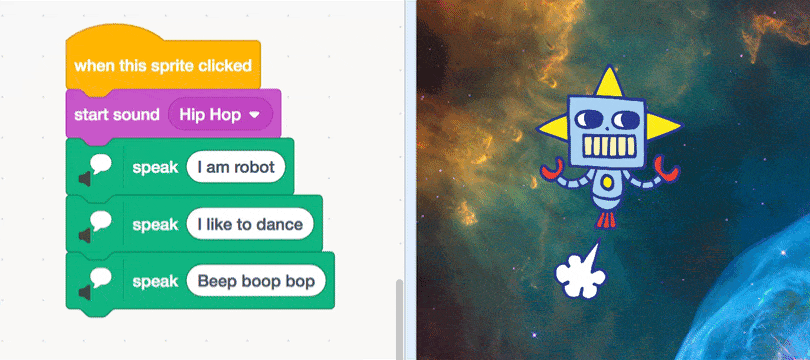 when this sprite clicked
start sound Hip Hop
speak I am robot
speak I like to dance
speak Beep boop bop